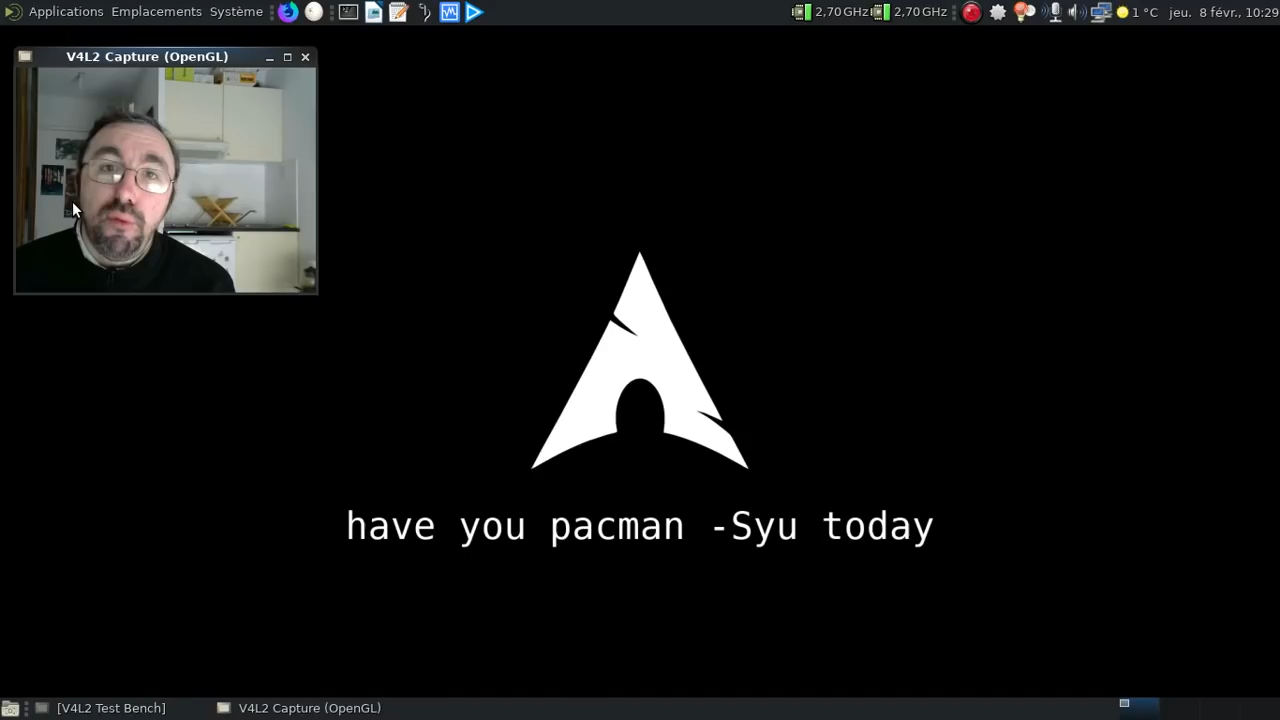 Applications Emplacements Système 2,70 GHz 2,70 GHz 1 °C jeu. 8 févr., 10:29
V4L2 Capture (OpenGL)
have you pacman -Syu today
[V4L2 Test Bench] V4L2 Capture (OpenGL)